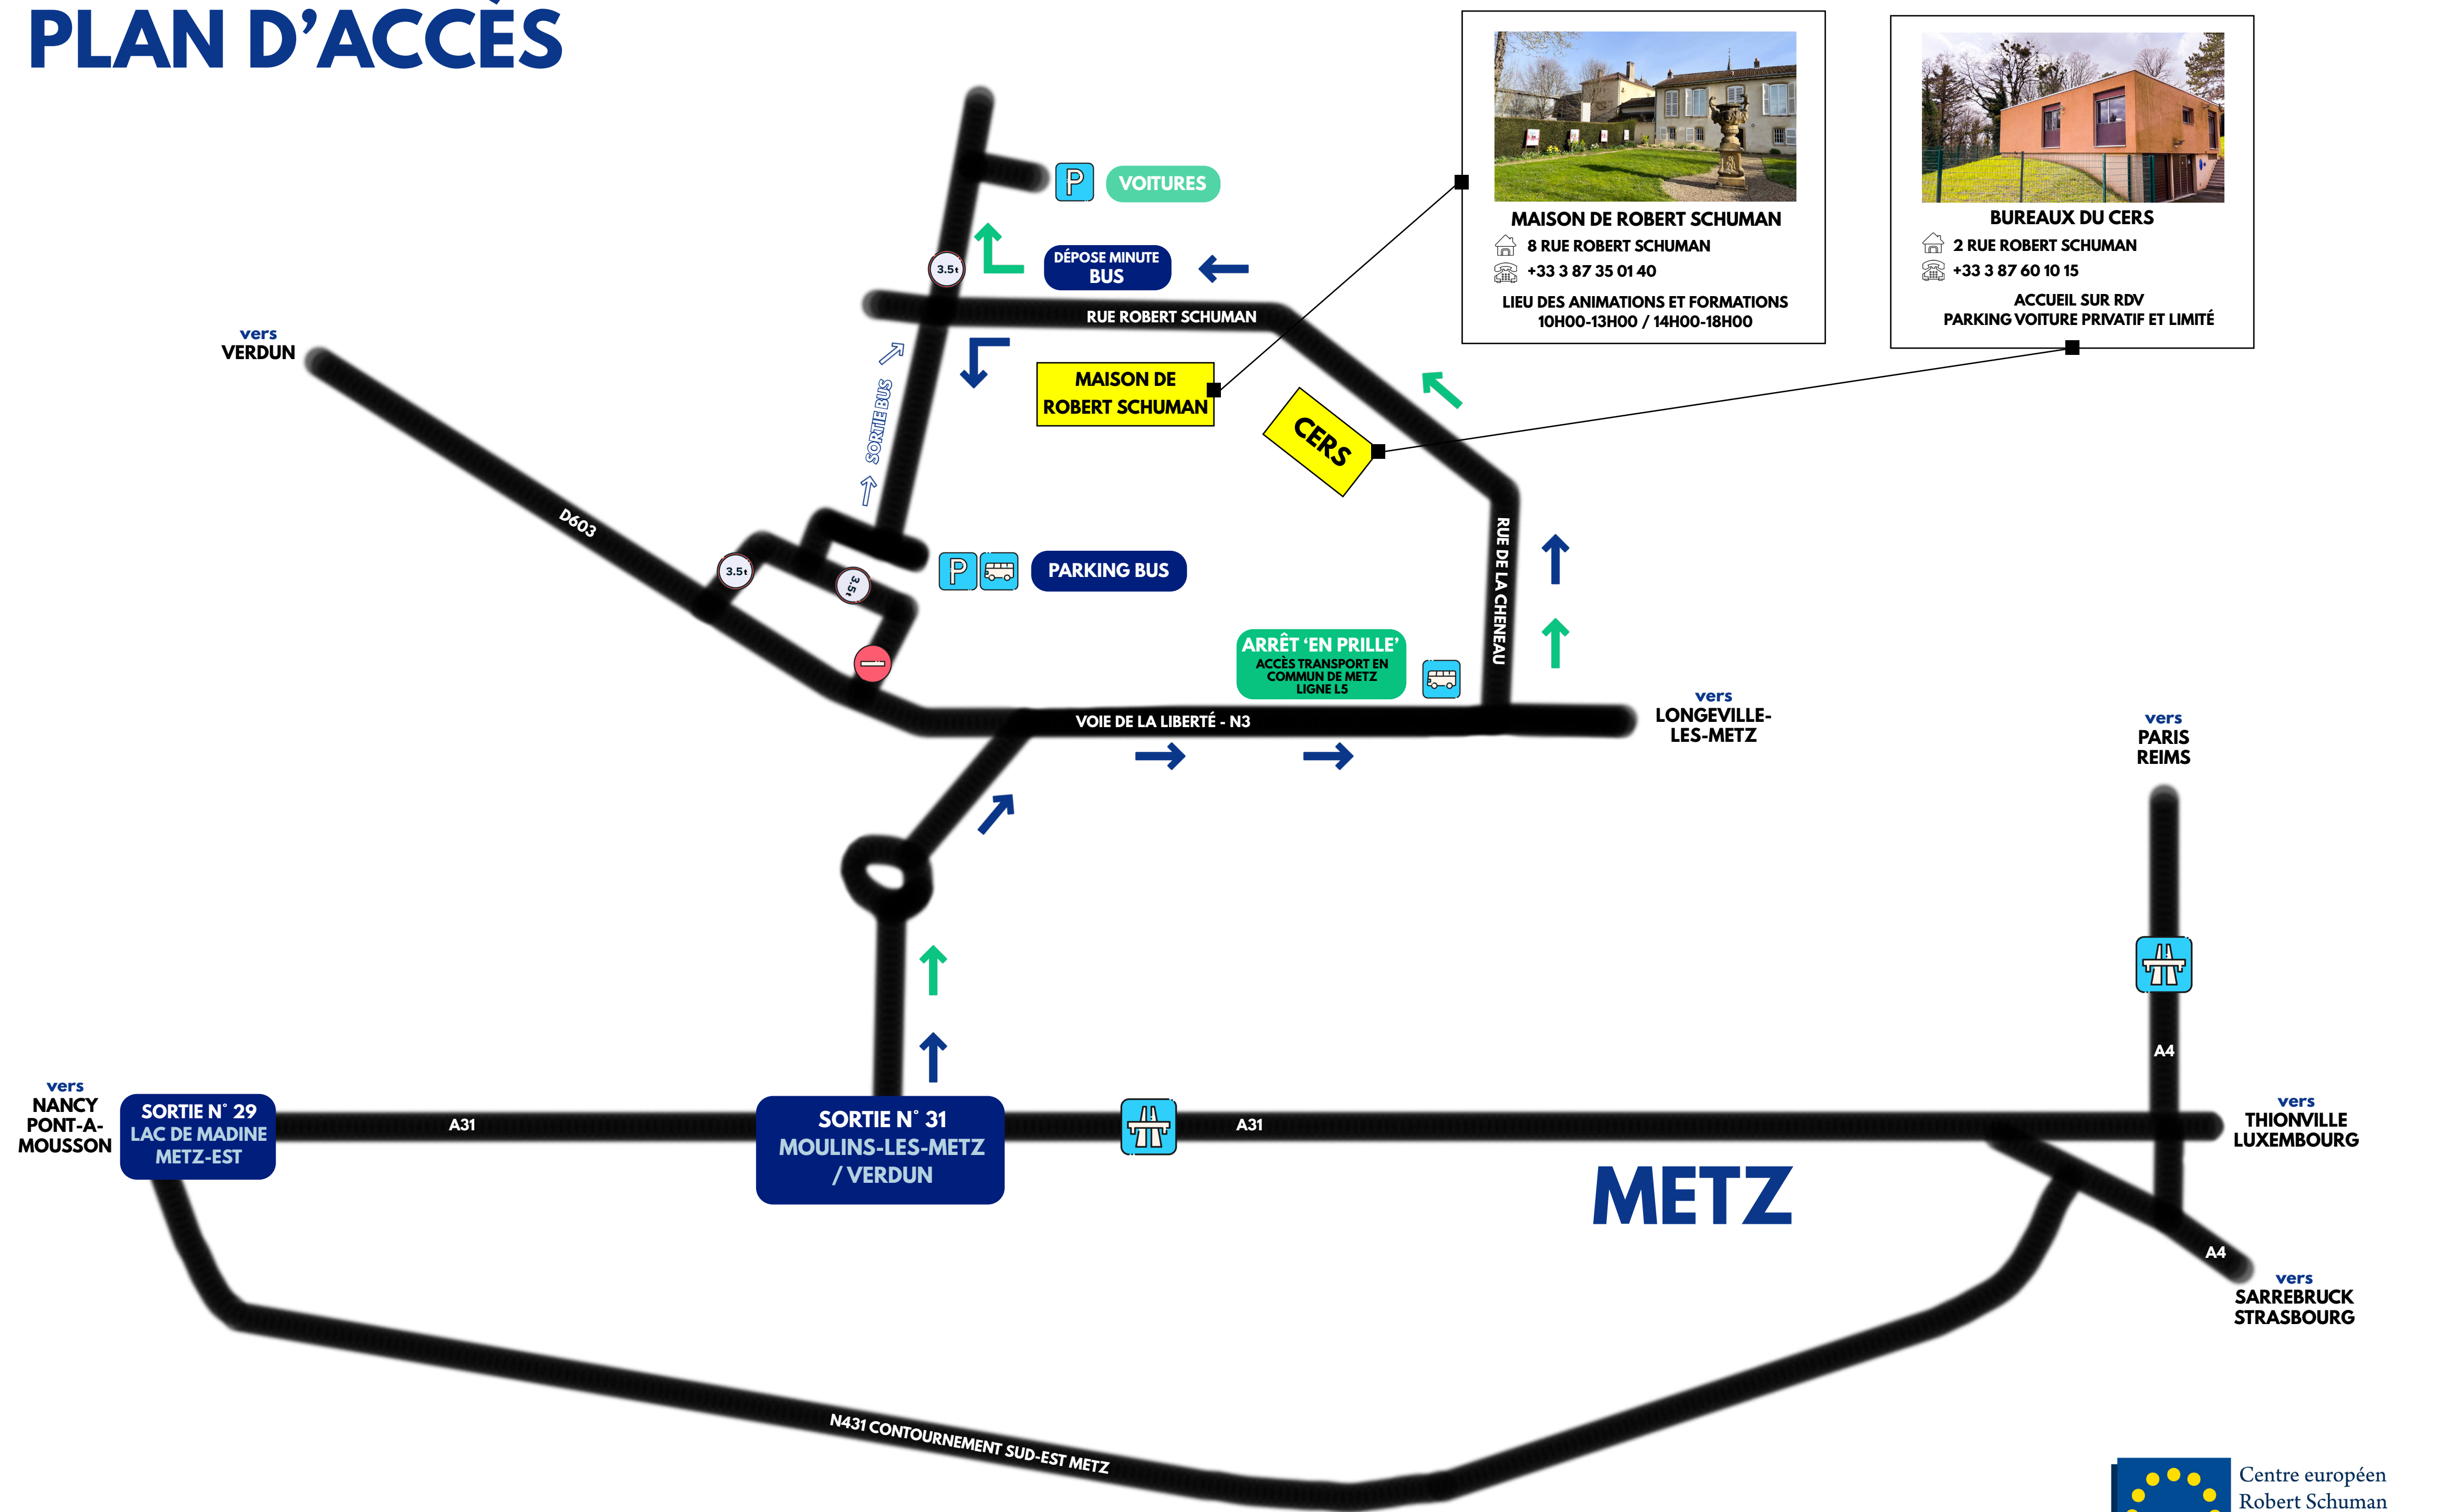 PLAN D’ACCÈS
VOITURES
P
DÉPOSE MINUTE
BUS
3.5t
RUE ROBERT SCHUMAN
MAISON DE ROBERT SCHUMAN
8 RUE ROBERT SCHUMAN
+33 3 87 35 01 40
LIEU DES ANIMATIONS ET FORMATIONS
10H00-13H00 / 14H00-18H00
BUREAUX DU CERS
2 RUE ROBERT SCHUMAN
+33 3 87 60 10 15
ACCUEIL SUR RDV
PARKING VOITURE PRIVATIF ET LIMITÉ
vers
VERDUN
SORTIE BUS
MAISON DE
ROBERT SCHUMAN
CERS
D603
3.5t
3.5t
P
PARKING BUS
RUE DE LA CHENEAU
ARRÊT ‘EN PRILLE’
ACCÈS TRANSPORT EN
COMMUN DE METZ
LIGNE L5
VOIE DE LA LIBERTÉ - N3
vers
LONGEVILLE-
LES-METZ
vers
PARIS
REIMS
A4
vers
NANCY
PONT-A-
MOUSSON
SORTIE N° 29
LAC DE MADINE
METZ-EST
A31
SORTIE N° 31
MOULINS-LES-METZ
/ VERDUN
A31
vers
THIONVILLE
LUXEMBOURG
METZ
A4
vers
SARREBRUCK
STRASBOURG
N431 CONTOURNEMENT SUD-EST METZ
Centre européen
Robert Schuman